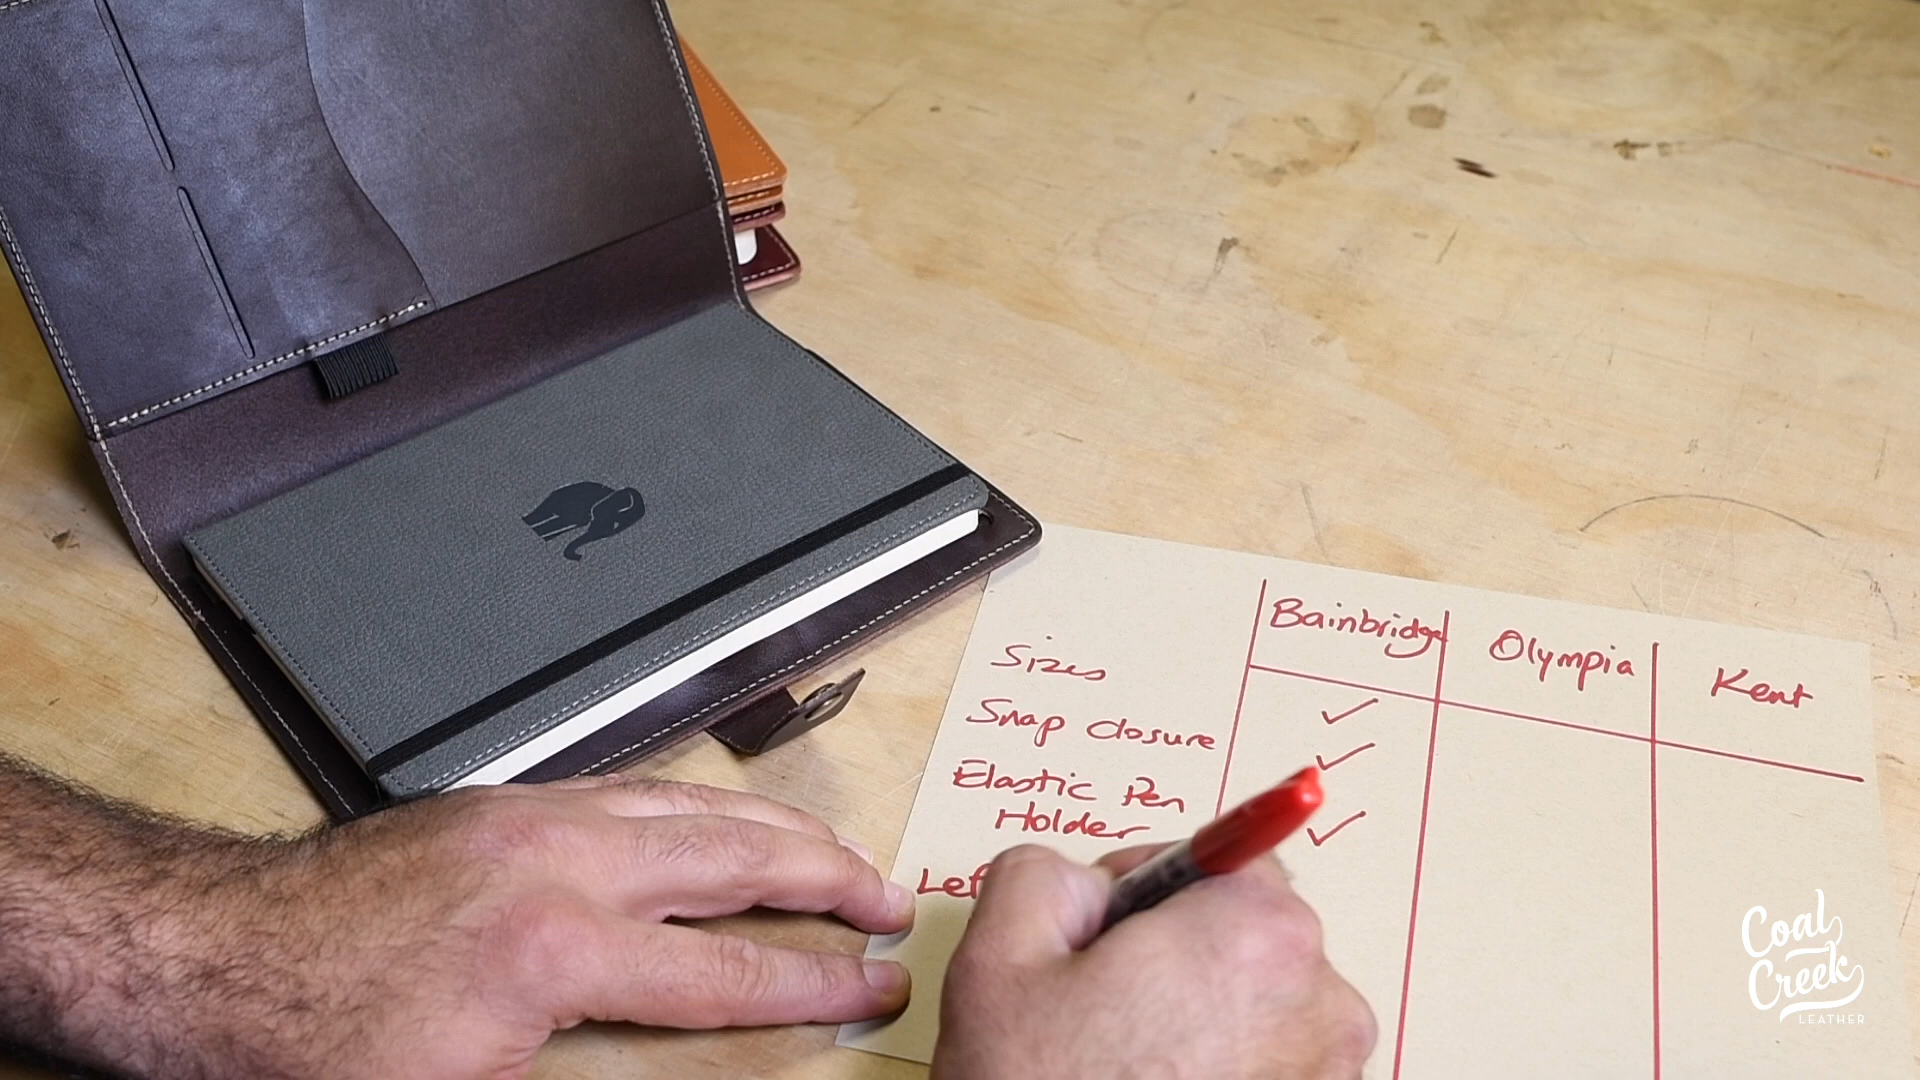 Bainbridge Olympia Kent
Sizes
Snap Closure ✓
Elastic Pen ✓
Holder ✓
Coal
Creek
LEATHER